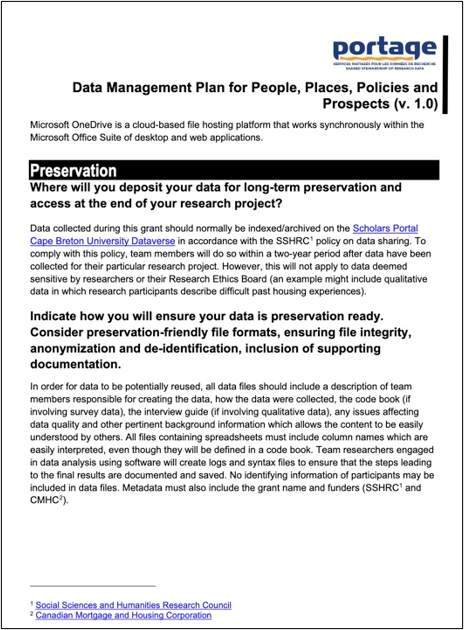 portage
SERVICES PARTAGÉS POUR LES DONNÉES DE RECHERCHE
SHARED STEWARDSHIP OF RESEARCH DATA
Data Management Plan for People, Places, Policies and
Prospects (v. 1.0)
Microsoft OneDrive is a cloud-based file hosting platform that works synchronously within the
Microsoft Office Suite of desktop and web applications.
Preservation
Where will you deposit your data for long-term preservation and
access at the end of your research project?
Data collected during this grant should normally be indexed/archived on the Scholars Portal
Cape Breton University Dataverse in accordance with the SSHRC¹ policy on data sharing. To
comply with this policy, team members will do so within a two-year period after data have been
collected for their particular research project. However, this will not apply to data deemed
sensitive by researchers or their Research Ethics Board (an example might include qualitative
data in which research participants describe difficult past housing experiences).
Indicate how you will ensure your data is preservation ready.
Consider preservation-friendly file formats, ensuring file integrity,
anonymization and de-identification, inclusion of supporting
documentation.
In order for data to be potentially reused, all data files should include a description of team
members responsible for creating the data, how the data were collected, the code book (if
involving survey data), the interview guide (if involving qualitative data), any issues affecting
data quality and other pertinent background information which allows the content to be easily
understood by others. All files containing spreadsheets must include column names which are
easily interpreted, even though they will be defined in a code book. Team researchers engaged
in data analysis using software will create logs and syntax files to ensure that the steps leading
to the final results are documented and saved. No identifying information of participants may be
included in data files. Metadata must also include the grant name and funders (SSHRC¹ and
CMHC²).
¹ Social Sciences and Humanities Research Council
² Canadian Mortgage and Housing Corporation